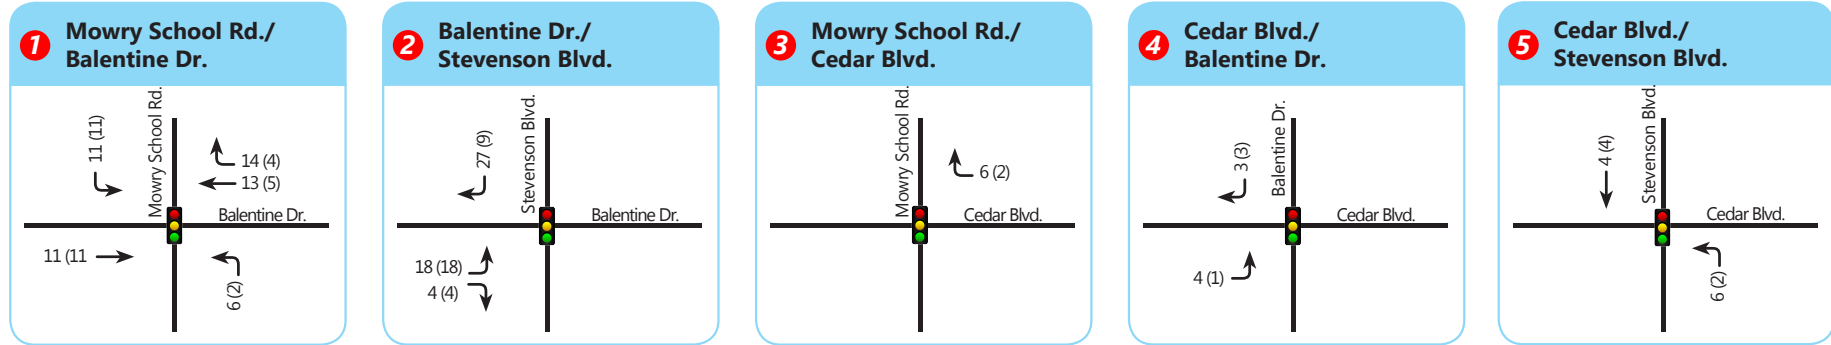 1
Mowry School Rd./
Balentine Dr.
11 (11)
Mowry School Rd.
14 (4)
13 (5)
Balentine Dr.
11 (11
6 (2)
2
Balentine Dr./
Stevenson Blvd.
27 (9)
Stevenson Blvd.
Balentine Dr.
18 (18)
4 (4)
3
Mowry School Rd./
Cedar Blvd.
Mowry School Rd.
6 (2)
Cedar Blvd.
4
Cedar Blvd./
Balentine Dr.
3 (3)
Balentine Dr.
Cedar Blvd.
4 (1)
5
Cedar Blvd./
Stevenson Blvd.
4 (4)
Stevenson Blvd.
Cedar Blvd.
6 (2)